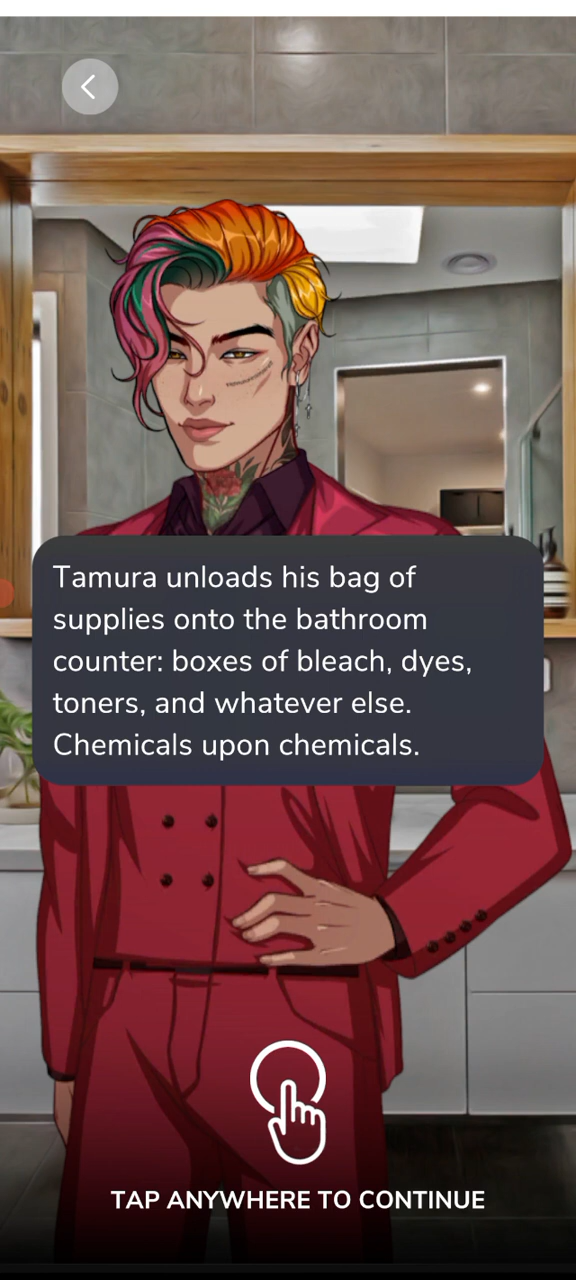 Tamura unloads his bag of
supplies onto the bathroom
counter: boxes of bleach, dyes,
toners, and whatever else.
Chemicals upon chemicals.
TAP ANYWHERE TO CONTINUE